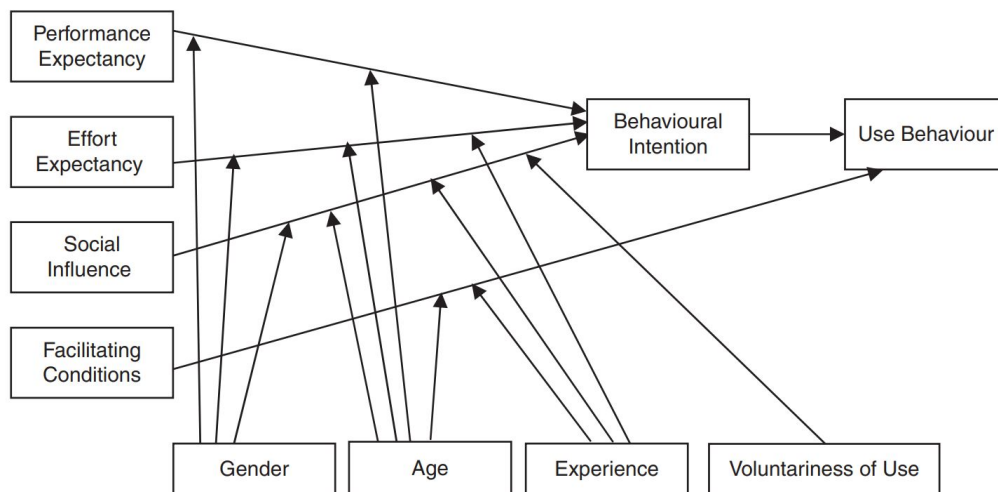 Performance
Expectancy
Effort
Expectancy
Social
Influence
Facilitating
Conditions
Behavioural
Intention
Use Behaviour
Gender
Age
Experience
Voluntariness of Use